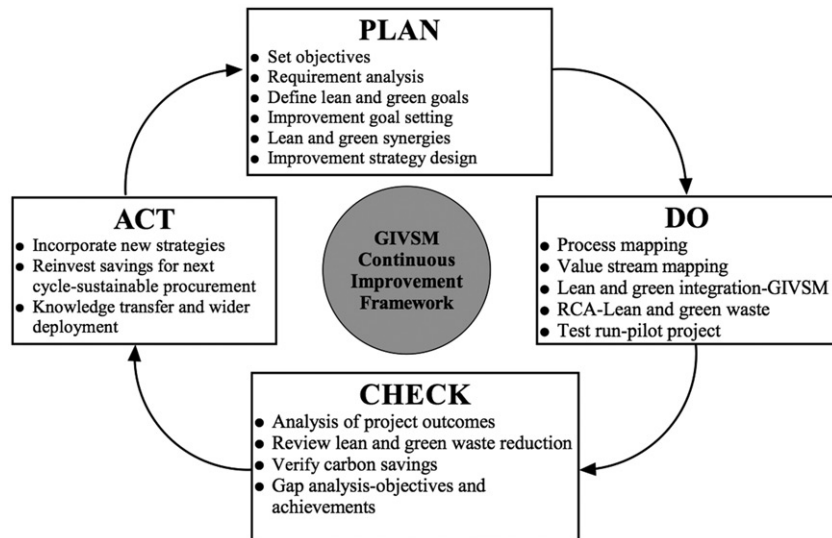 PLAN
● Set objectives
● Requirement analysis
● Define lean and green goals
● Improvement goal setting
● Lean and green synergies
● Improvement strategy design
ACT
● Incorporate new strategies
● Reinvest savings for next
cycle-sustainable procurement
● Knowledge transfer and wider
deployment
GIVSM
Continuous
Improvement
Framework
DO
● Process mapping
● Value stream mapping
● Lean and green integration-GIVSM
● RCA-Lean and green waste
● Test run-pilot project
CHECK
● Analysis of project outcomes
● Review lean and green waste reduction
● Verify carbon savings
● Gap analysis-objectives and
achievements